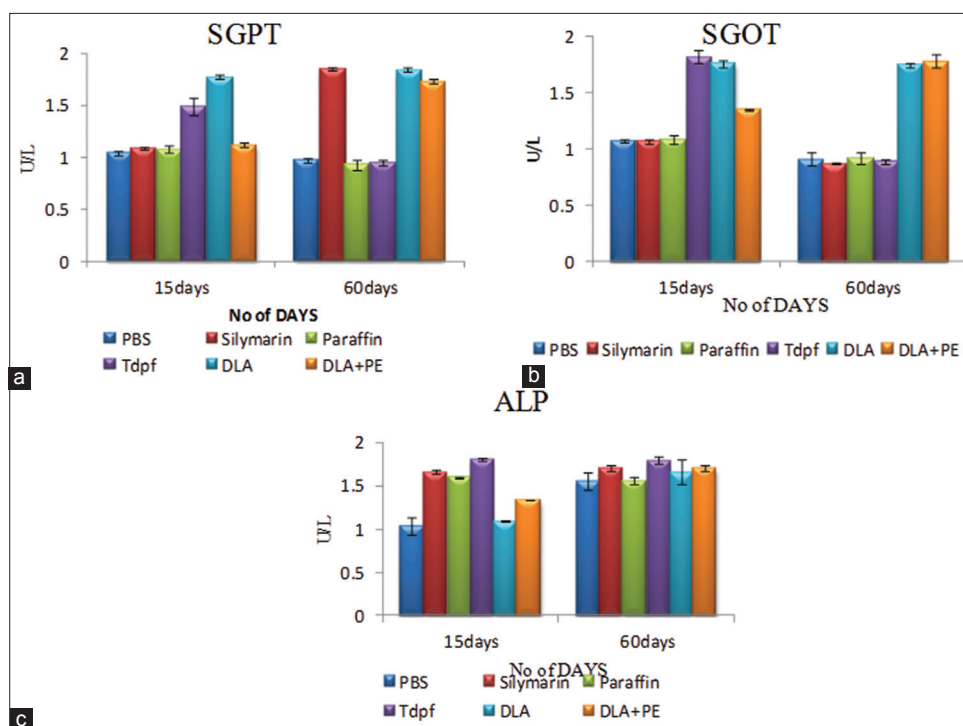 SGPT
2
1.5
1
0.5
0
U/L
15days 60days
No of DAYS
PBS Silymarin Paraffin
Tdpf DLA DLA+PE
a
SGOT
2
1.5
1
0.5
0
U/L
15days 60days
No of DAYS
PBS Silymarin Paraffin Tdpf DLA DLA+PE
b
ALP
2
1.5
1
0.5
0
U/L
15days 60days
No of DAYS
PBS Silymarin Paraffin
Tdpf DLA DLA+PE
c